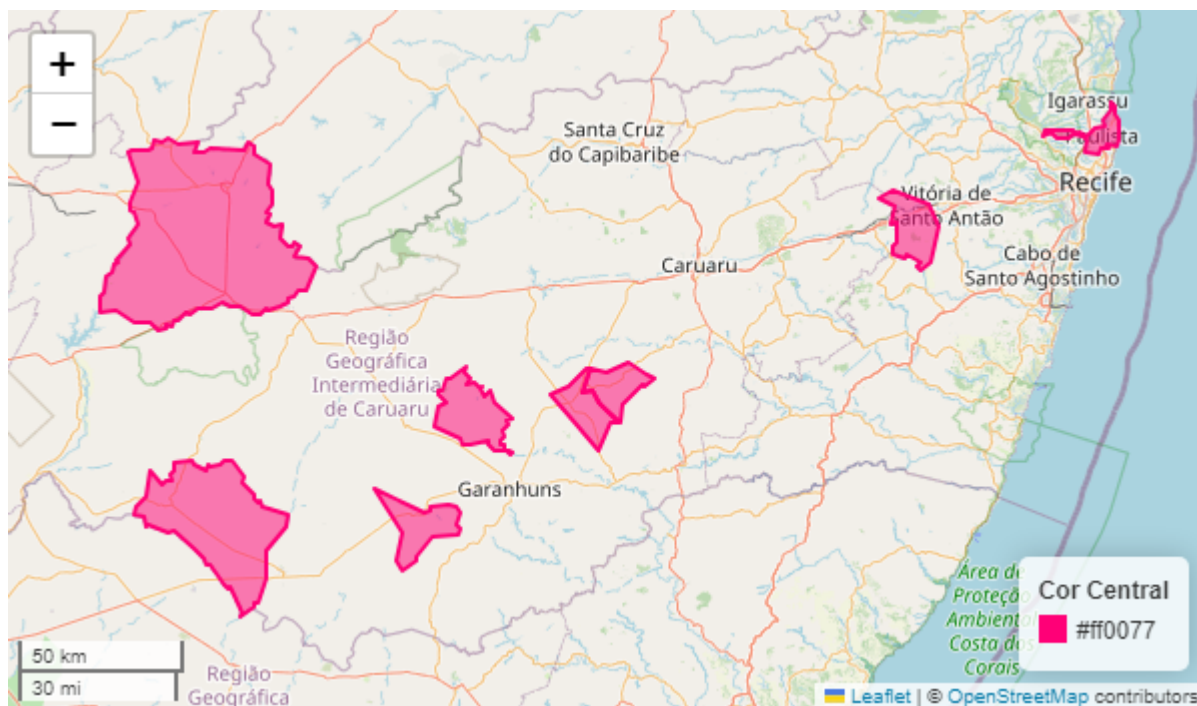 +
−
Igarassu
Santa Cruz
do Capibaribe
Paulista
Recife
Vitória de
Santo Antão
Caruaru
Cabo de
Santo Agostinho
Região
Geográfica
Intermediária
de Caruaru
Garanhuns
Área de
Proteção
Ambiental
Costa dos
Corais
Cor Central
#ff0077
50 km
30 mi
Região
Geográfica
Leaflet | © OpenStreetMap contributors